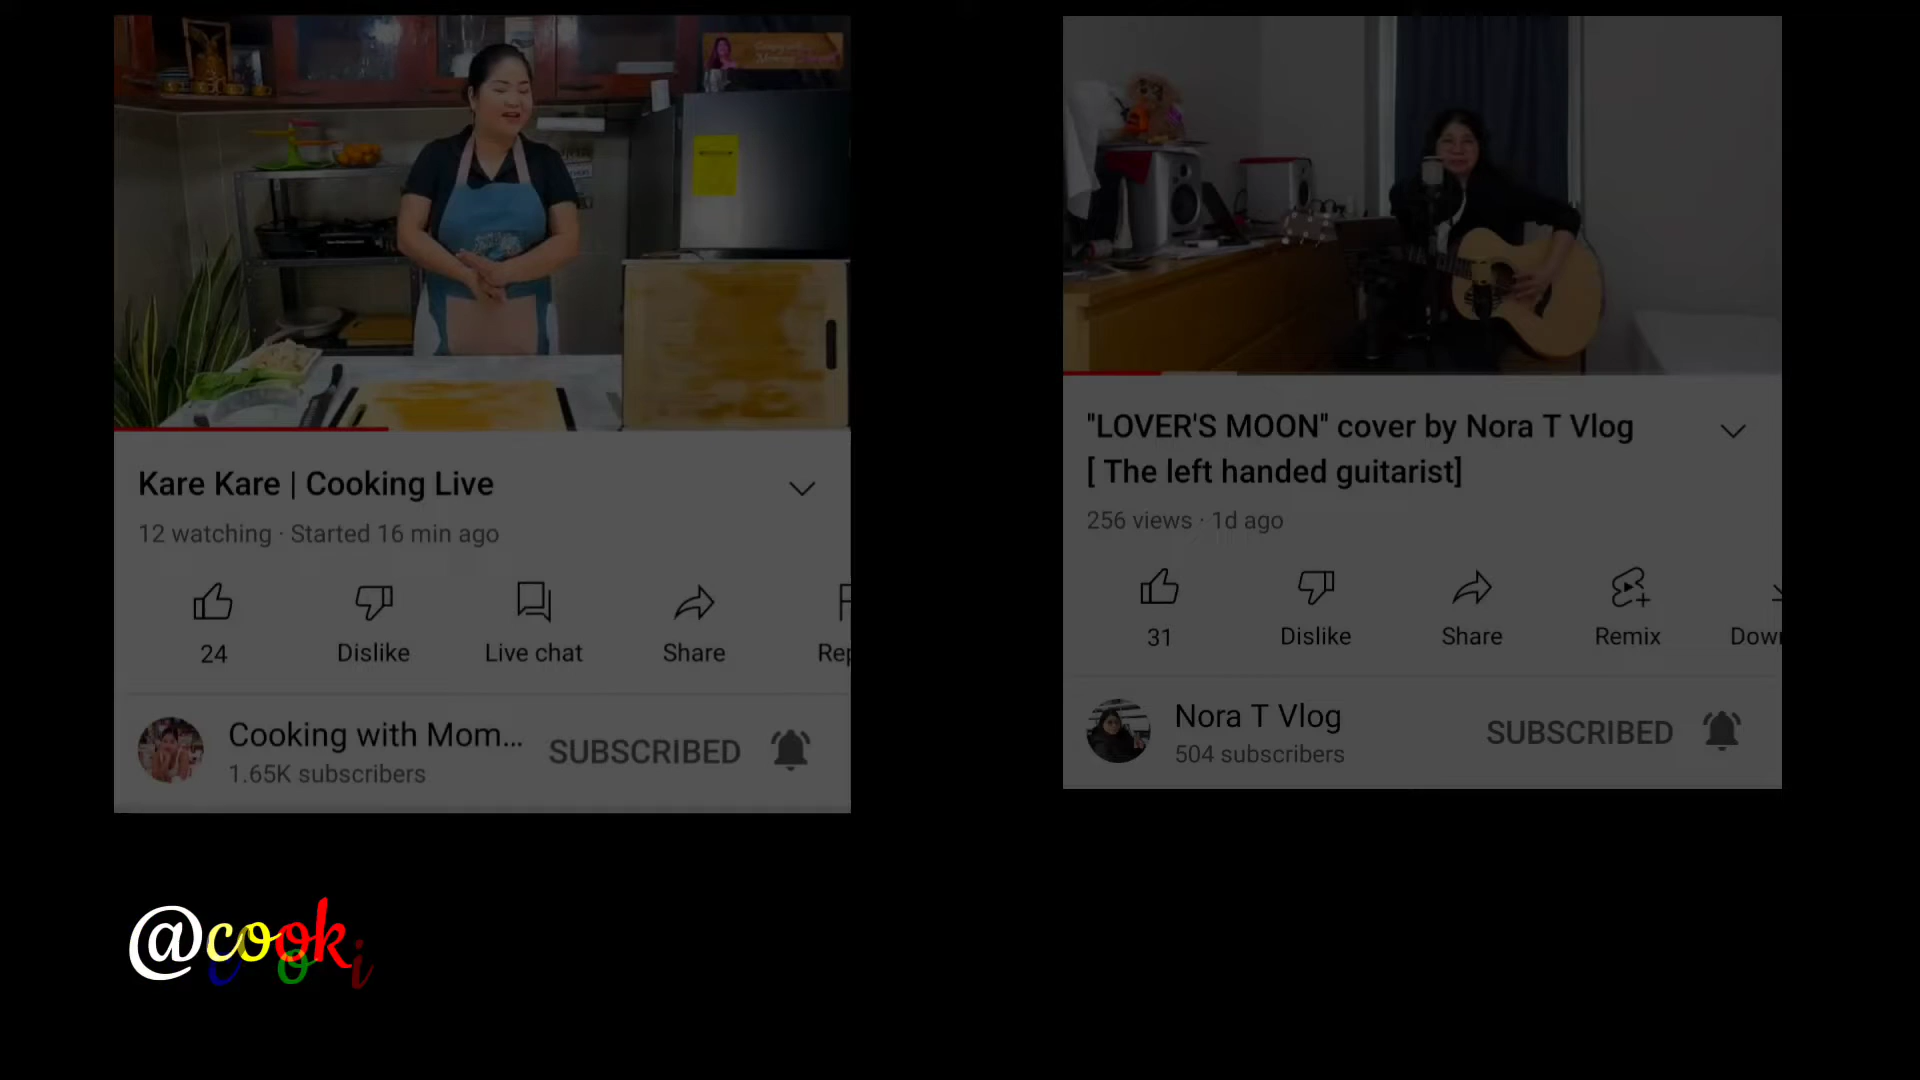 Kare Kare | Cooking Live
12 watching · Started 16 min ago
24
Dislike
Live chat
Share
Rep
Cooking with Mom...
1.65K subscribers
SUBSCRIBED
"LOVER'S MOON" cover by Nora T Vlog
[ The left handed guitarist]
256 views · 1d ago
31
Dislike
Share
Remix
Down
Nora T Vlog
504 subscribers
SUBSCRIBED
@cooki